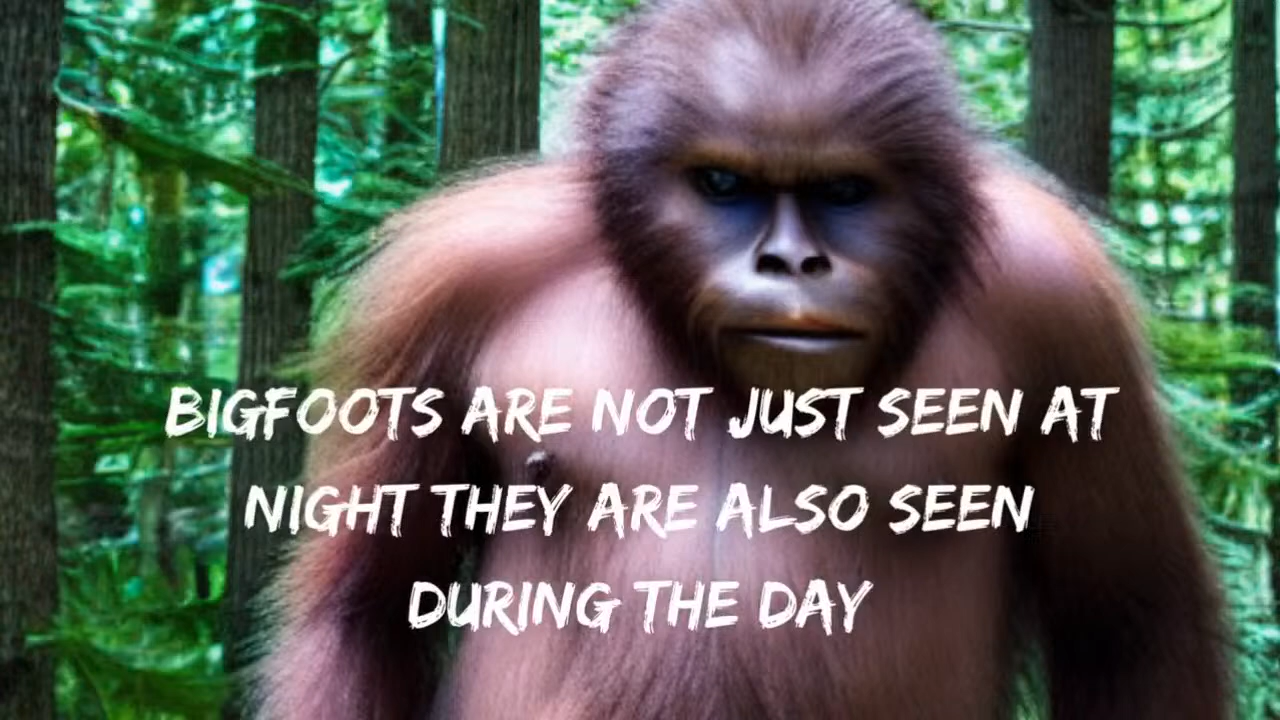 BIGFOOTS ARE NOT JUST SEEN AT
NIGHT THEY ARE ALSO SEEN
DURING THE DAY